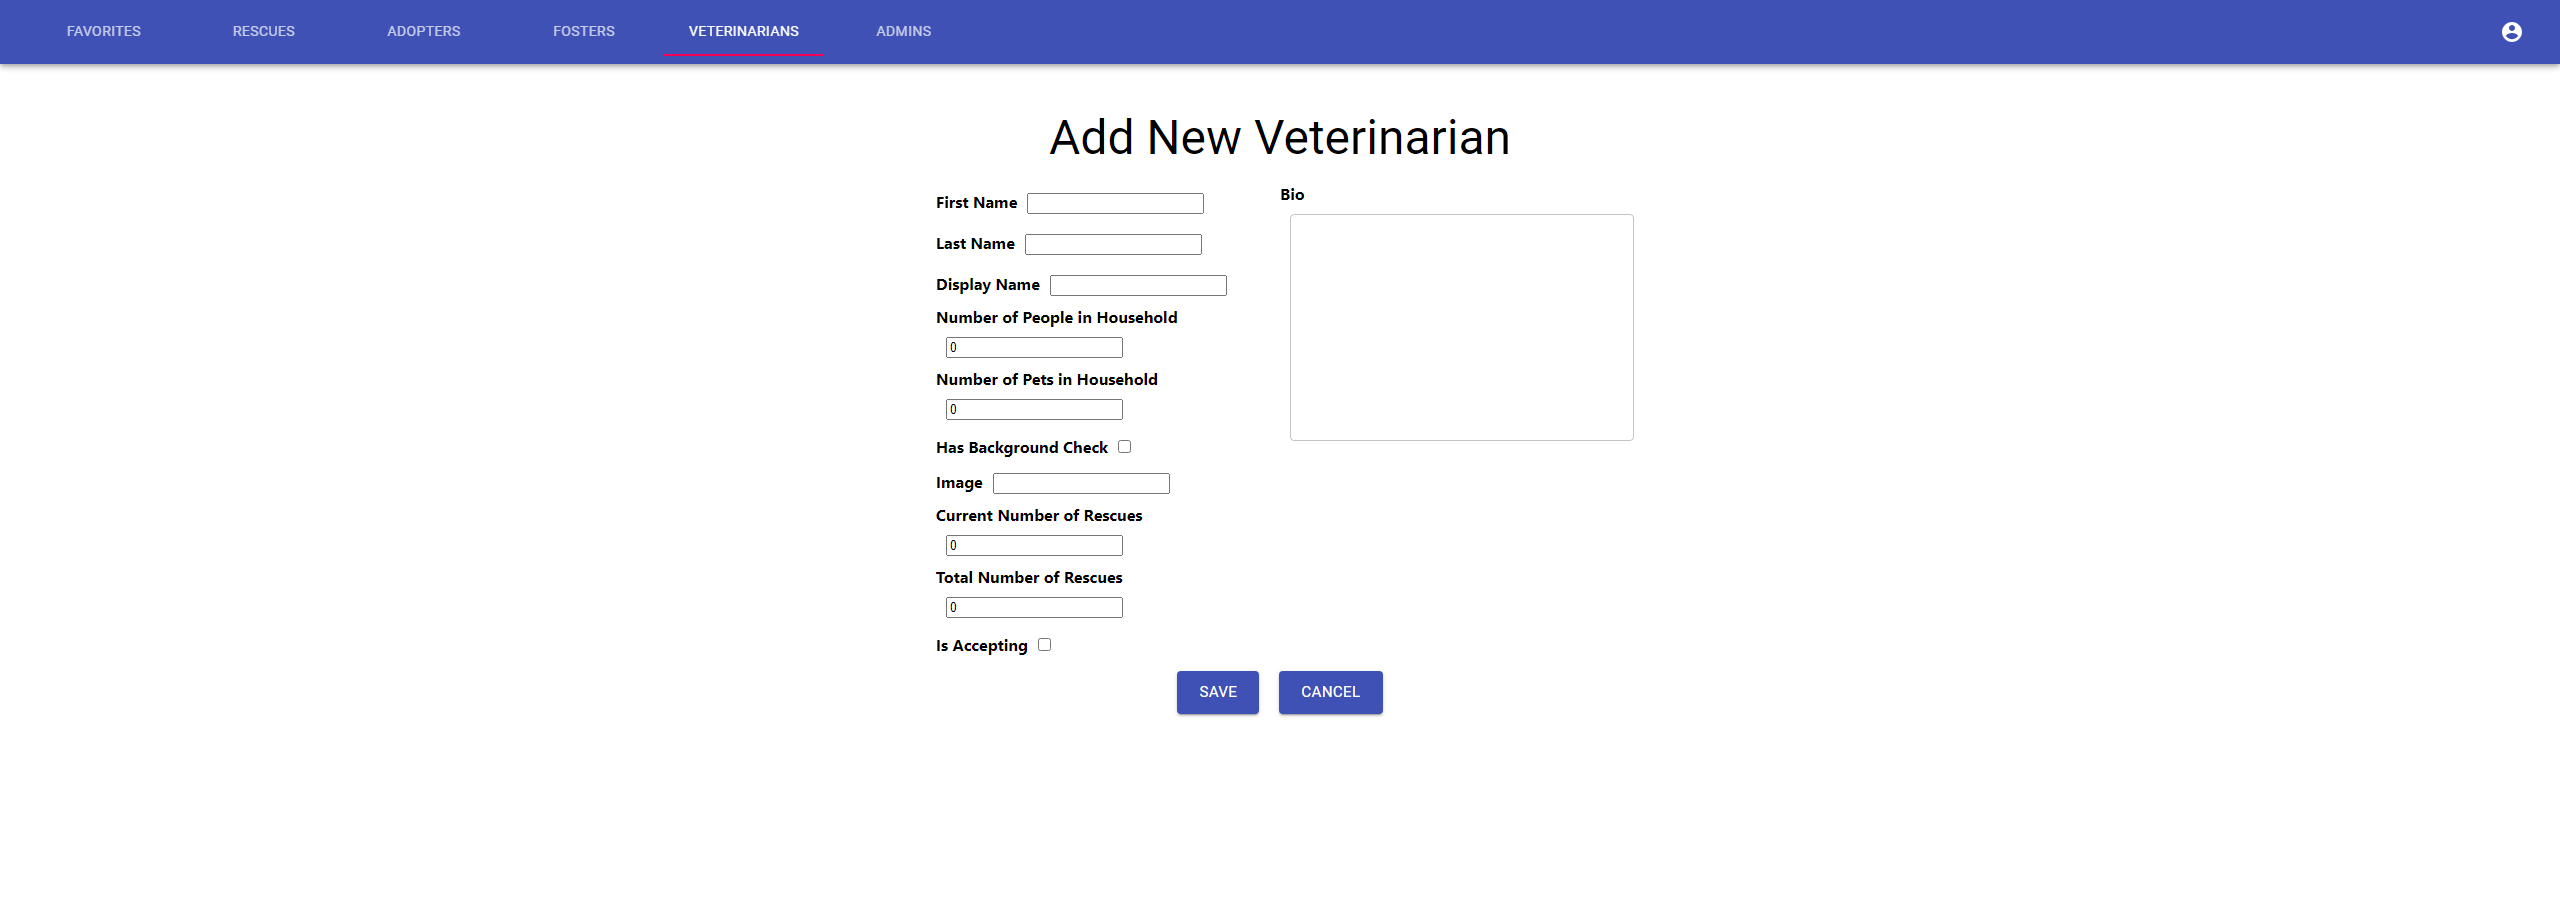 FAVORITES RESCUES ADOPTERS FOSTERS VETERINARIANS ADMINS
Add New Veterinarian
First Name
Last Name
Display Name
Number of People in Household
0
Number of Pets in Household
0
Has Background Check
Image
Current Number of Rescues
0
Total Number of Rescues
0
Is Accepting
Bio
SAVE CANCEL